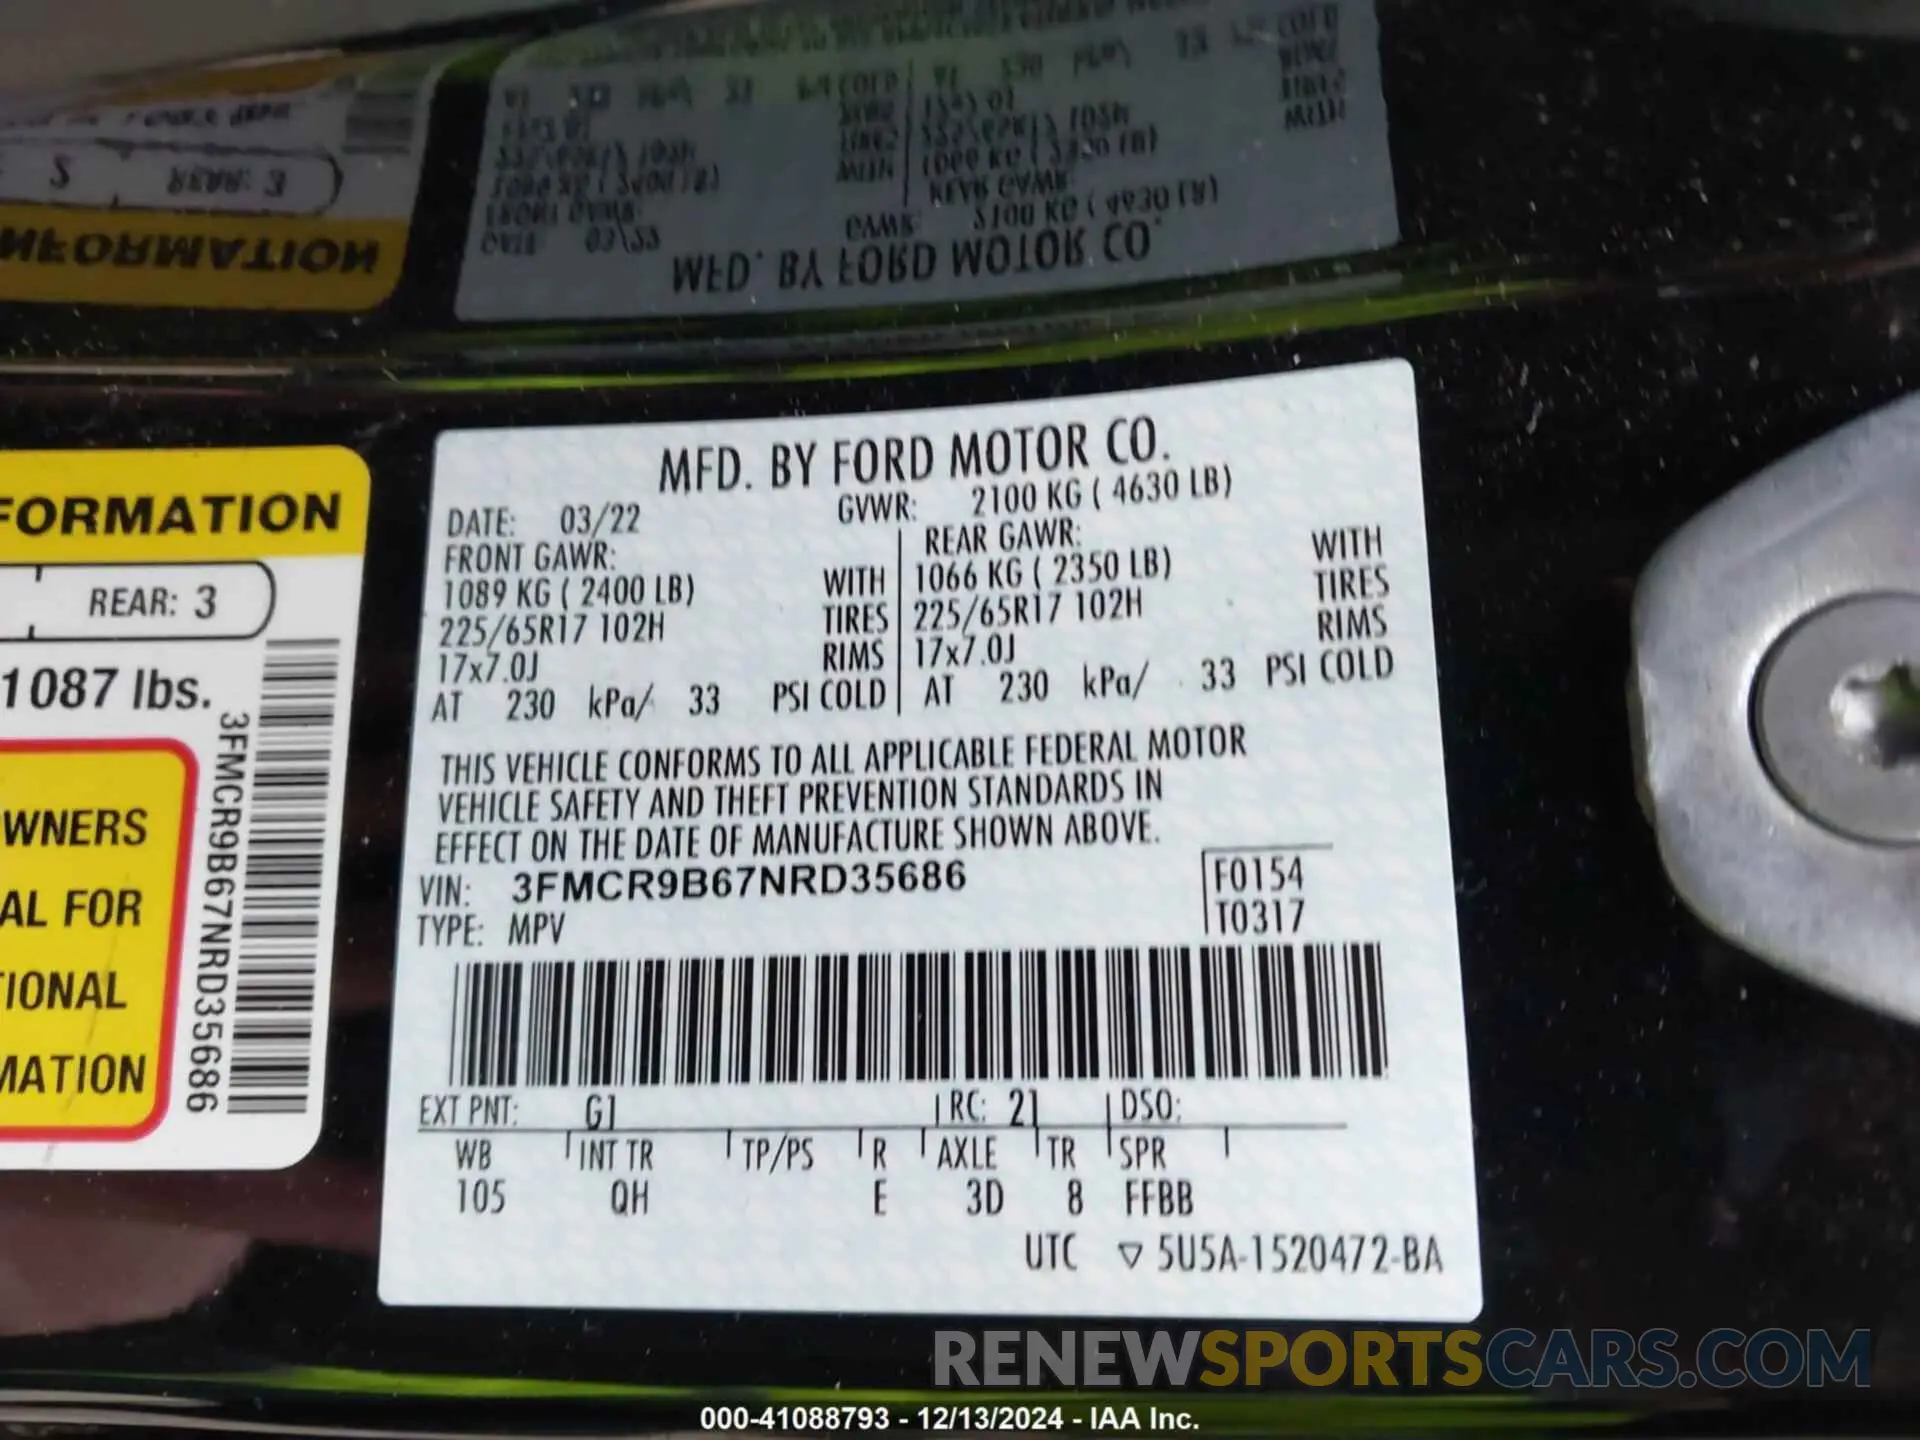 MFD. BY FORD MOTOR CO.
DATE: 03/22 GVWR: 2100 KG ( 4630 LB)
FRONT GAWR: REAR GAWR:
1089 KG ( 2400 LB) WITH 1066 KG ( 2350 LB) WITH
225/65R17 102H TIRES 225/65R17 102H TIRES
17x7.0J RIMS 17x7.0J RIMS
AT 230 kPa/ 33 PSI COLD AT 230 kPa/ 33 PSI COLD
THIS VEHICLE CONFORMS TO ALL APPLICABLE FEDERAL MOTOR
VEHICLE SAFETY AND THEFT PREVENTION STANDARDS IN
EFFECT ON THE DATE OF MANUFACTURE SHOWN ABOVE.
VIN: 3FMCR9B67NRD35686 F0154
TYPE: MPV T0317
EXT PNT: G1 RC: 21 DSO:
WB INT TR TP/PS R AXLE TR SPR
105 QH E 3D 8 FFBB
UTC ▽ 5U5A-1520472-BA
FORMATION
REAR: 3
1087 lbs.
WNERS
AL FOR
TIONAL
MATION
3FMCR9B67NRD35686
RENEWSPORTSCARS.COM
000-41088793 - 12/13/2024 - IAA Inc.